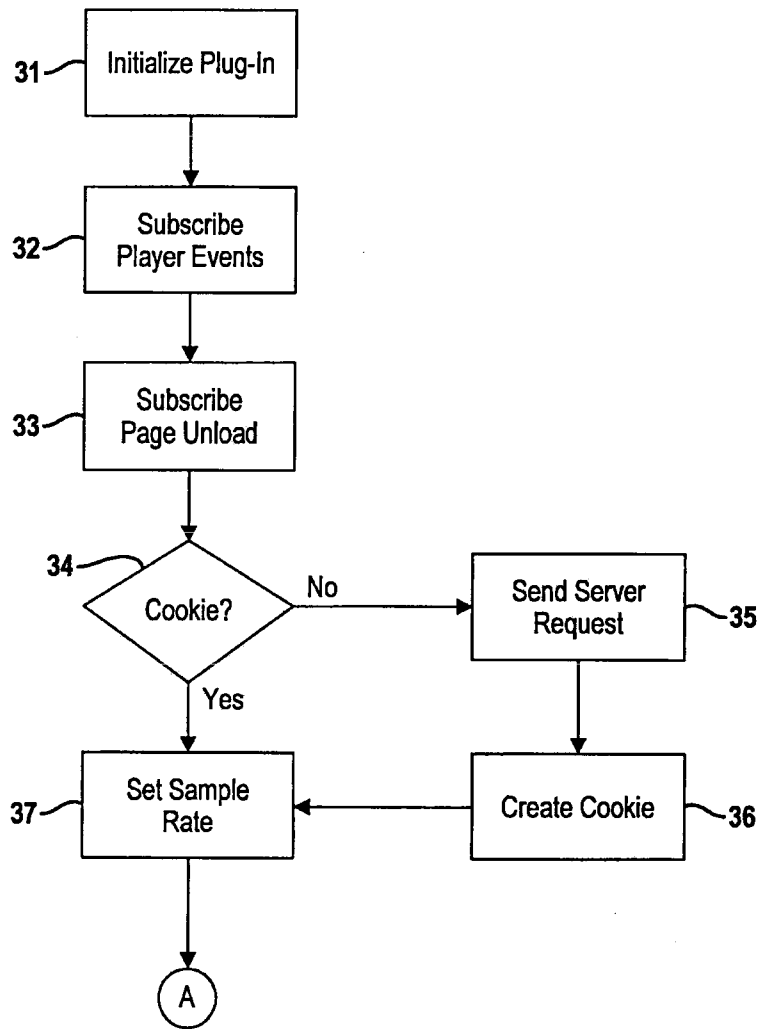 31
Initialize Plug-In
32
Subscribe
Player Events
33
Subscribe
Page Unload
34
Cookie?
No
Send Server
Request
35
Yes
37
Set Sample
Rate
Create Cookie
36
A